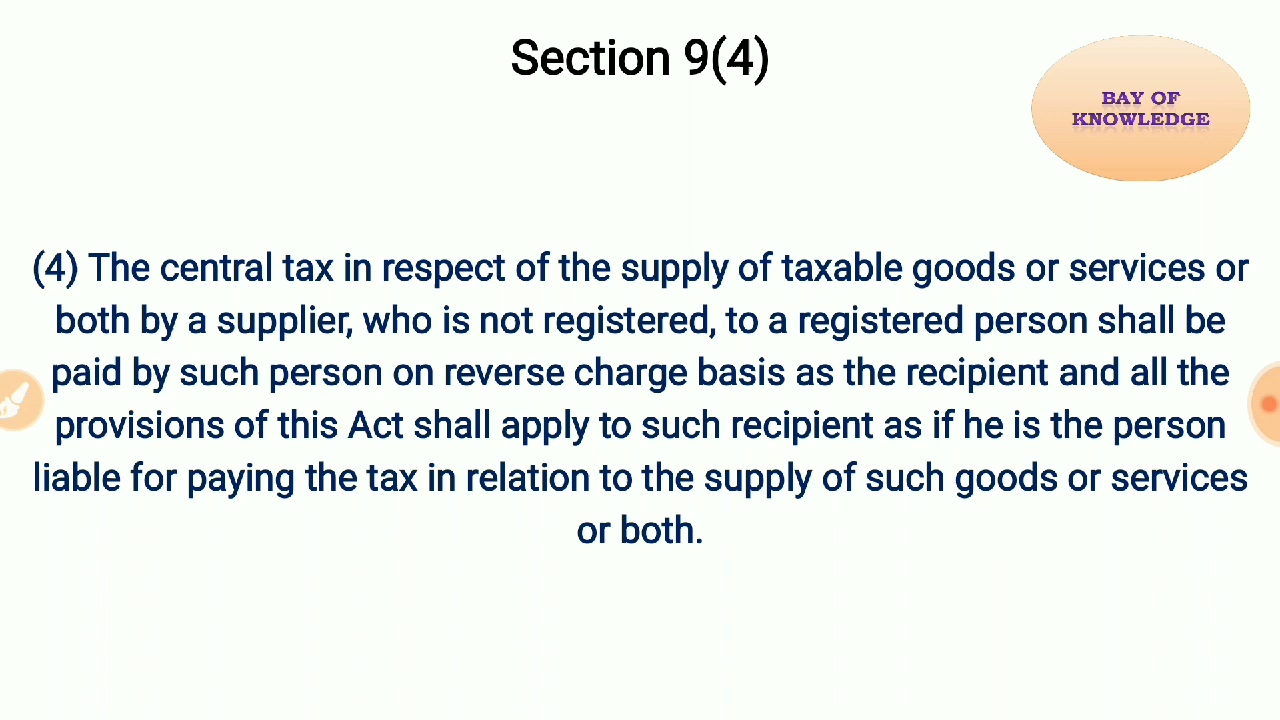 Section 9(4)
BAY OF
KNOWLEDGE
(4) The central tax in respect of the supply of taxable goods or services or
both by a supplier, who is not registered, to a registered person shall be
paid by such person on reverse charge basis as the recipient and all the
provisions of this Act shall apply to such recipient as if he is the person
liable for paying the tax in relation to the supply of such goods or services
or both.